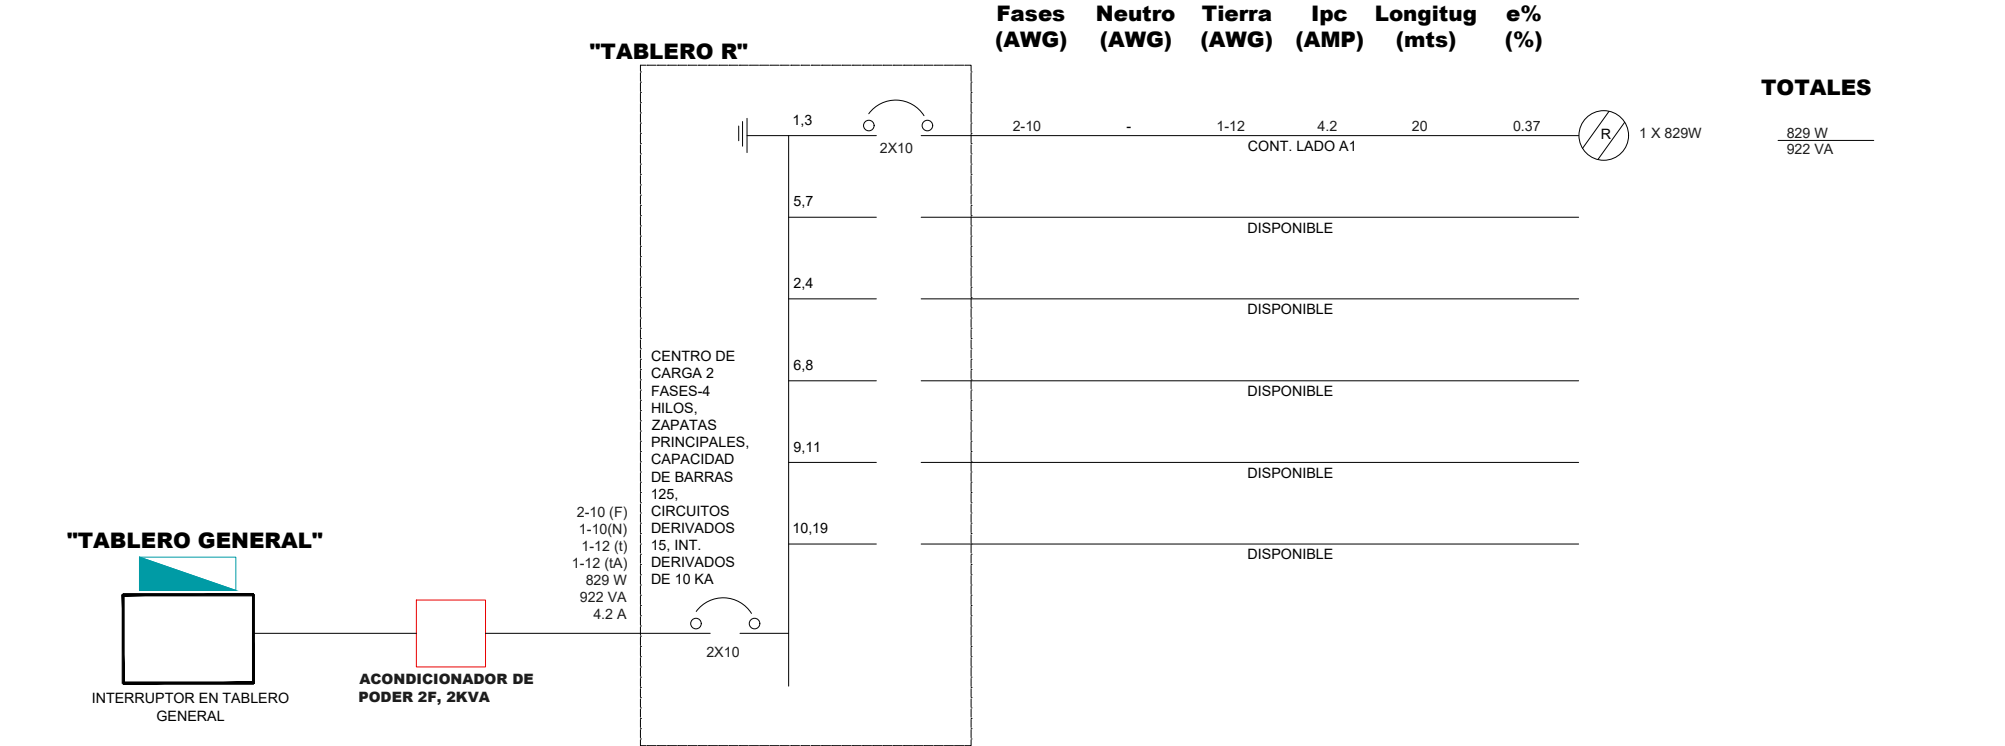 Fases Neutro Tierra Ipc Longitug e%
(AWG) (AWG) (AWG) (AMP) (mts) (%)
"TABLERO R"
TOTALES
1,3
2X10
2-10 - 1-12 4.2 20 0.37
CONT. LADO A1
R
1 X 829W
829 W
922 VA
5,7
DISPONIBLE
2,4
DISPONIBLE
6,8
DISPONIBLE
9,11
DISPONIBLE
10,19
DISPONIBLE
CENTRO DE
CARGA 2
FASES-4
HILOS,
ZAPATAS
PRINCIPALES,
CAPACIDAD
DE BARRAS
125,
CIRCUITOS
DERIVADOS
15, INT.
DERIVADOS
DE 10 KA
2-10 (F)
1-10(N)
1-12 (t)
1-12 (tA)
829 W
922 VA
4.2 A
2X10
"TABLERO GENERAL"
INTERRUPTOR EN TABLERO
GENERAL
ACONDICIONADOR DE
PODER 2F, 2KVA